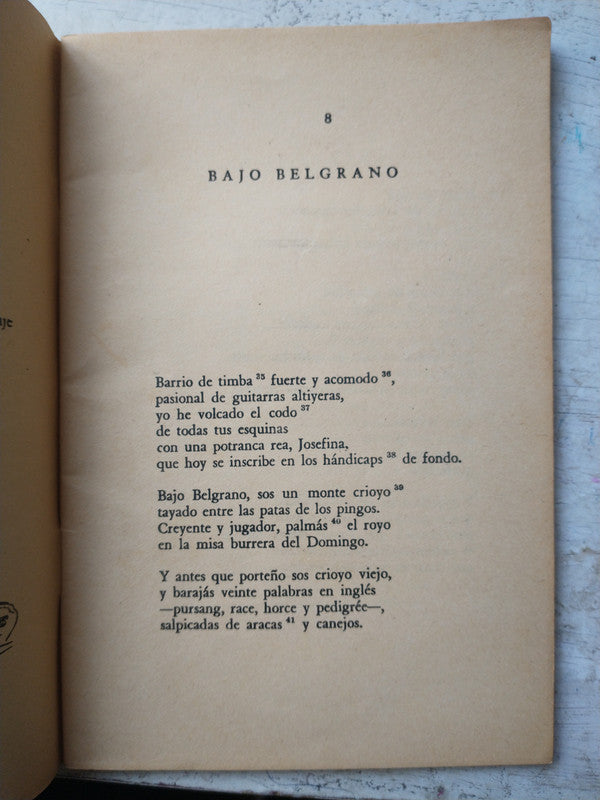 8
BAJO BELGRANO
Barrio de timba ³⁵ fuerte y acomodo ³⁶,
pasional de guitarras altiyeras,
yo he volcado el codo ³⁷
de todas tus esquinas
con una potranca rea, Josefina,
que hoy se inscribe en los hándicaps ³⁸ de fondo.
Bajo Belgrano, sos un monte crioyo ³⁹
tayado entre las patas de los pingos.
Creyente y jugador, palmás ⁴⁰ el royo
en la misa burrera del Domingo.
Y antes que porteño sos crioyo viejo,
y barajás veinte palabras en inglés
—pursang, race, horce y pedigrée—,
salpicadas de aracas ⁴¹ y canejos.